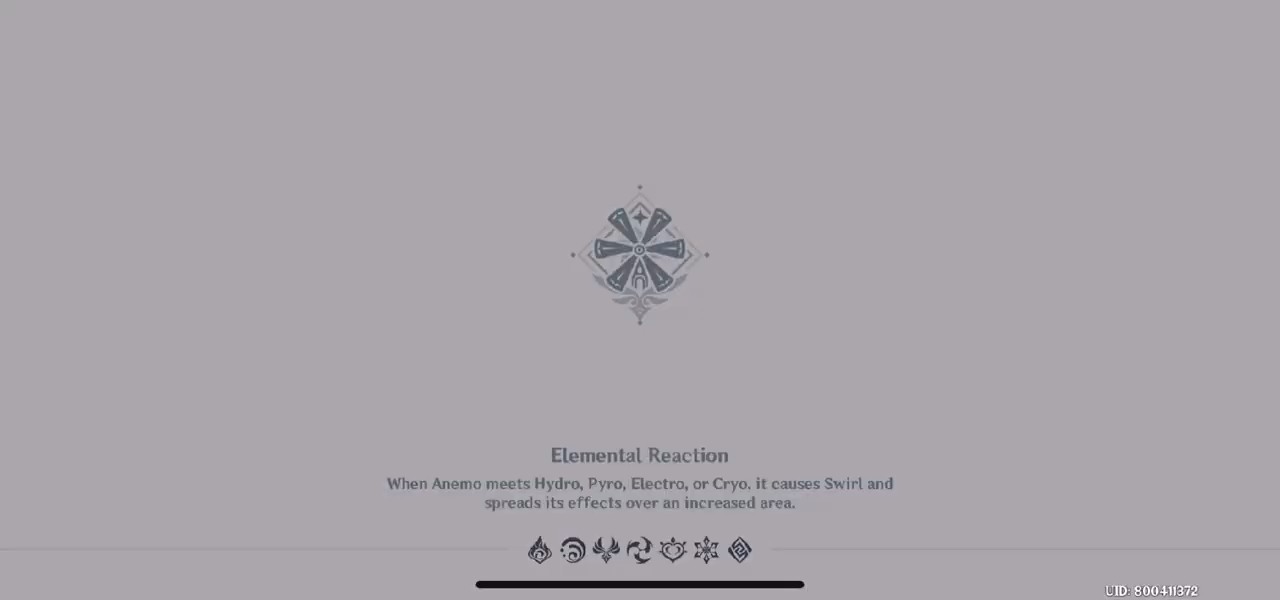 Elemental Reaction
When Anemo meets Hydro, Pyro, Electro, or Cryo, it causes Swirl and
spreads its effects over an increased area.
UID: 800411372